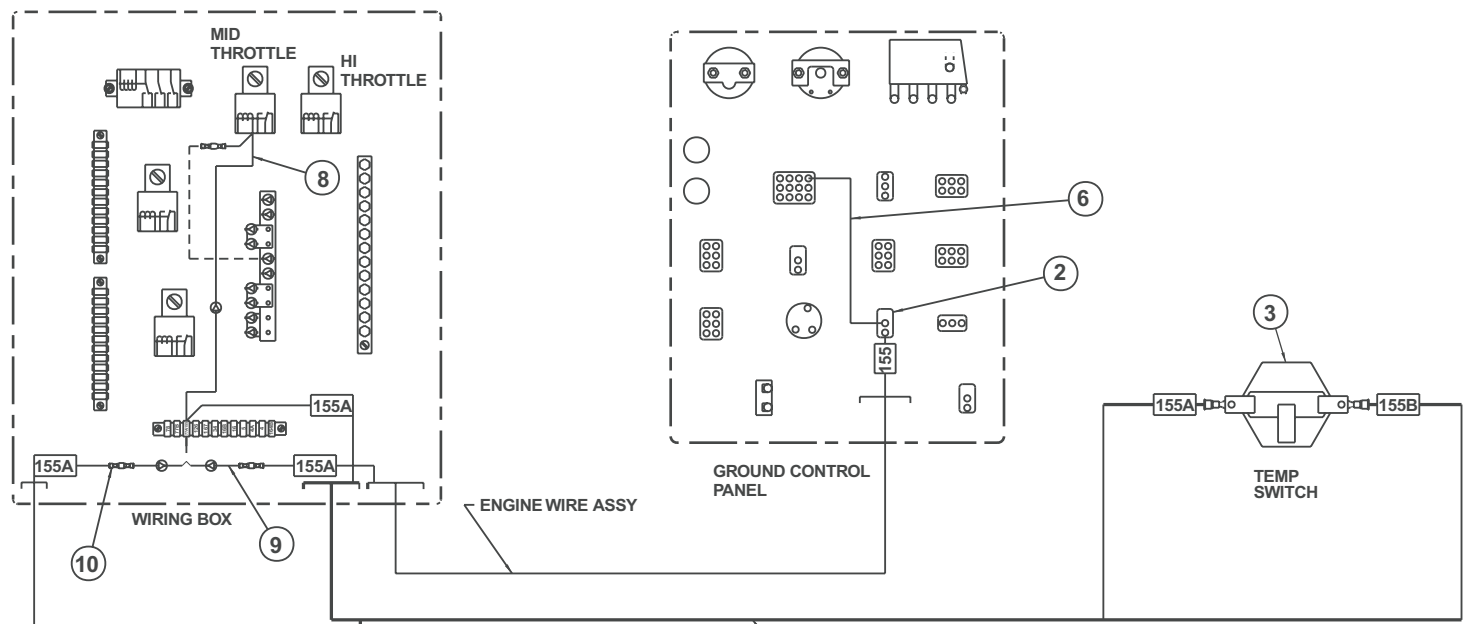 MID
THROTTLE
HI
THROTTLE
8
6
2
3
155
155A
155A
155B
155A
155A
GROUND CONTROL
PANEL
TEMP
SWITCH
ENGINE WIRE ASSY
WIRING BOX
10
9